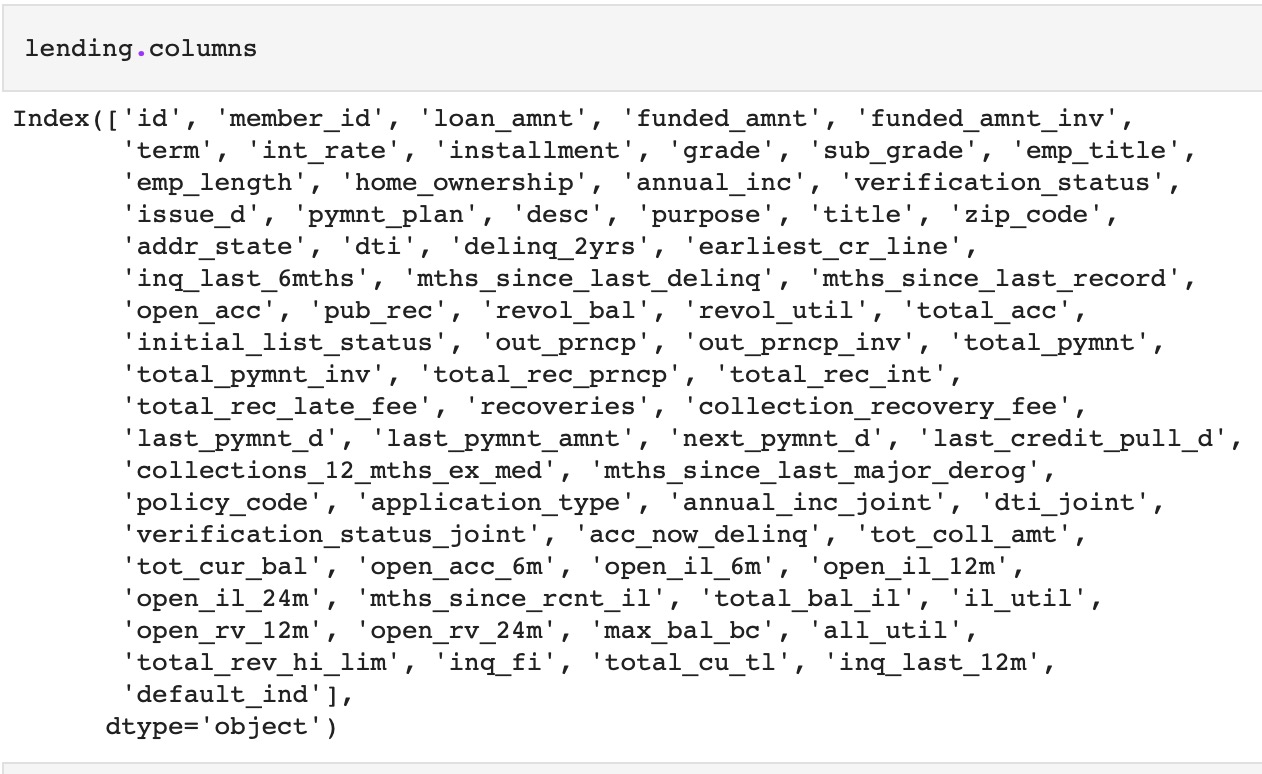 lending.columns
Index(['id', 'member_id', 'loan_amnt', 'funded_amnt', 'funded_amnt_inv',
'term', 'int_rate', 'installment', 'grade', 'sub_grade', 'emp_title',
'emp_length', 'home_ownership', 'annual_inc', 'verification_status',
'issue_d', 'pymnt_plan', 'desc', 'purpose', 'title', 'zip_code',
'addr_state', 'dti', 'delinq_2yrs', 'earliest_cr_line',
'inq_last_6mths', 'mths_since_last_delinq', 'mths_since_last_record',
'open_acc', 'pub_rec', 'revol_bal', 'revol_util', 'total_acc',
'initial_list_status', 'out_prncp', 'out_prncp_inv', 'total_pymnt',
'total_pymnt_inv', 'total_rec_prncp', 'total_rec_int',
'total_rec_late_fee', 'recoveries', 'collection_recovery_fee',
'last_pymnt_d', 'last_pymnt_amnt', 'next_pymnt_d', 'last_credit_pull_d',
'collections_12_mths_ex_med', 'mths_since_last_major_derog',
'policy_code', 'application_type', 'annual_inc_joint', 'dti_joint',
'verification_status_joint', 'acc_now_delinq', 'tot_coll_amt',
'tot_cur_bal', 'open_acc_6m', 'open_il_6m', 'open_il_12m',
'open_il_24m', 'mths_since_rcnt_il', 'total_bal_il', 'il_util',
'open_rv_12m', 'open_rv_24m', 'max_bal_bc', 'all_util',
'total_rev_hi_lim', 'inq_fi', 'total_cu_tl', 'inq_last_12m',
'default_ind'],
dtype='object')